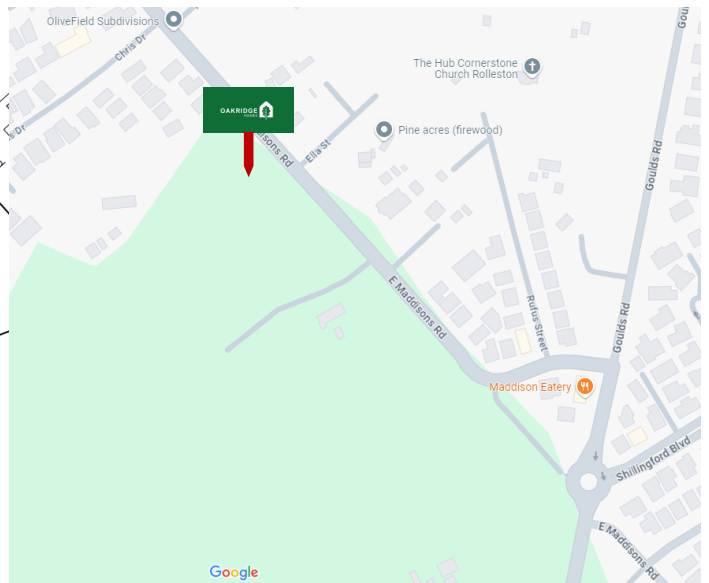 OliveField Subdivisions
Chris Dr
Goulds Rd
The Hub Cornerstone
Church Rolleston
OAKRIDGE
HOMES
Pine acres (firewood)
Ella St
Goulds Rd
E Maddisons Rd
Rufus Street
Goulds Rd
Maddison Eatery
Shillingford Blvd
E Maddisons Rd
Google